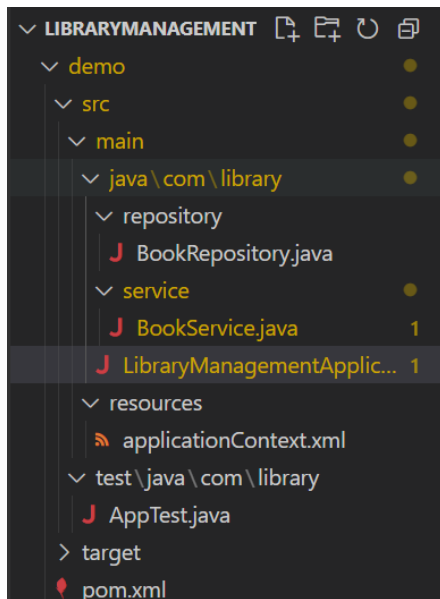 LIBRARYMANAGEMENT
demo
src
main
java\com\library
repository
J BookRepository.java
service
J BookService.java 1
J LibraryManagementApplic... 1
resources
applicationContext.xml
test\java\com\library
J AppTest.java
target
pom.xml